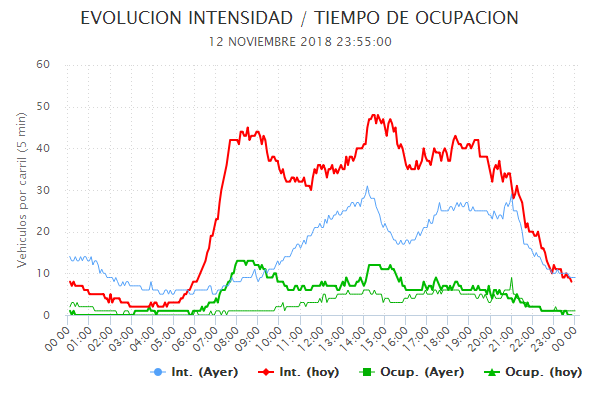 EVOLUCION INTENSIDAD / TIEMPO DE OCUPACION
12 NOVIEMBRE 2018 23:55:00
Vehiculos por carril (5 min)
60
50
40
30
20
10
0
00:00 01:00 02:00 03:00 04:00 05:00 06:00 07:00 08:00 09:00 10:00 11:00 12:00 13:00 14:00 15:00 16:00 17:00 18:00 19:00 20:00 21:00 22:00 23:00 00:00
Int. (Ayer) Int. (hoy) Ocup. (Ayer) Ocup. (hoy)